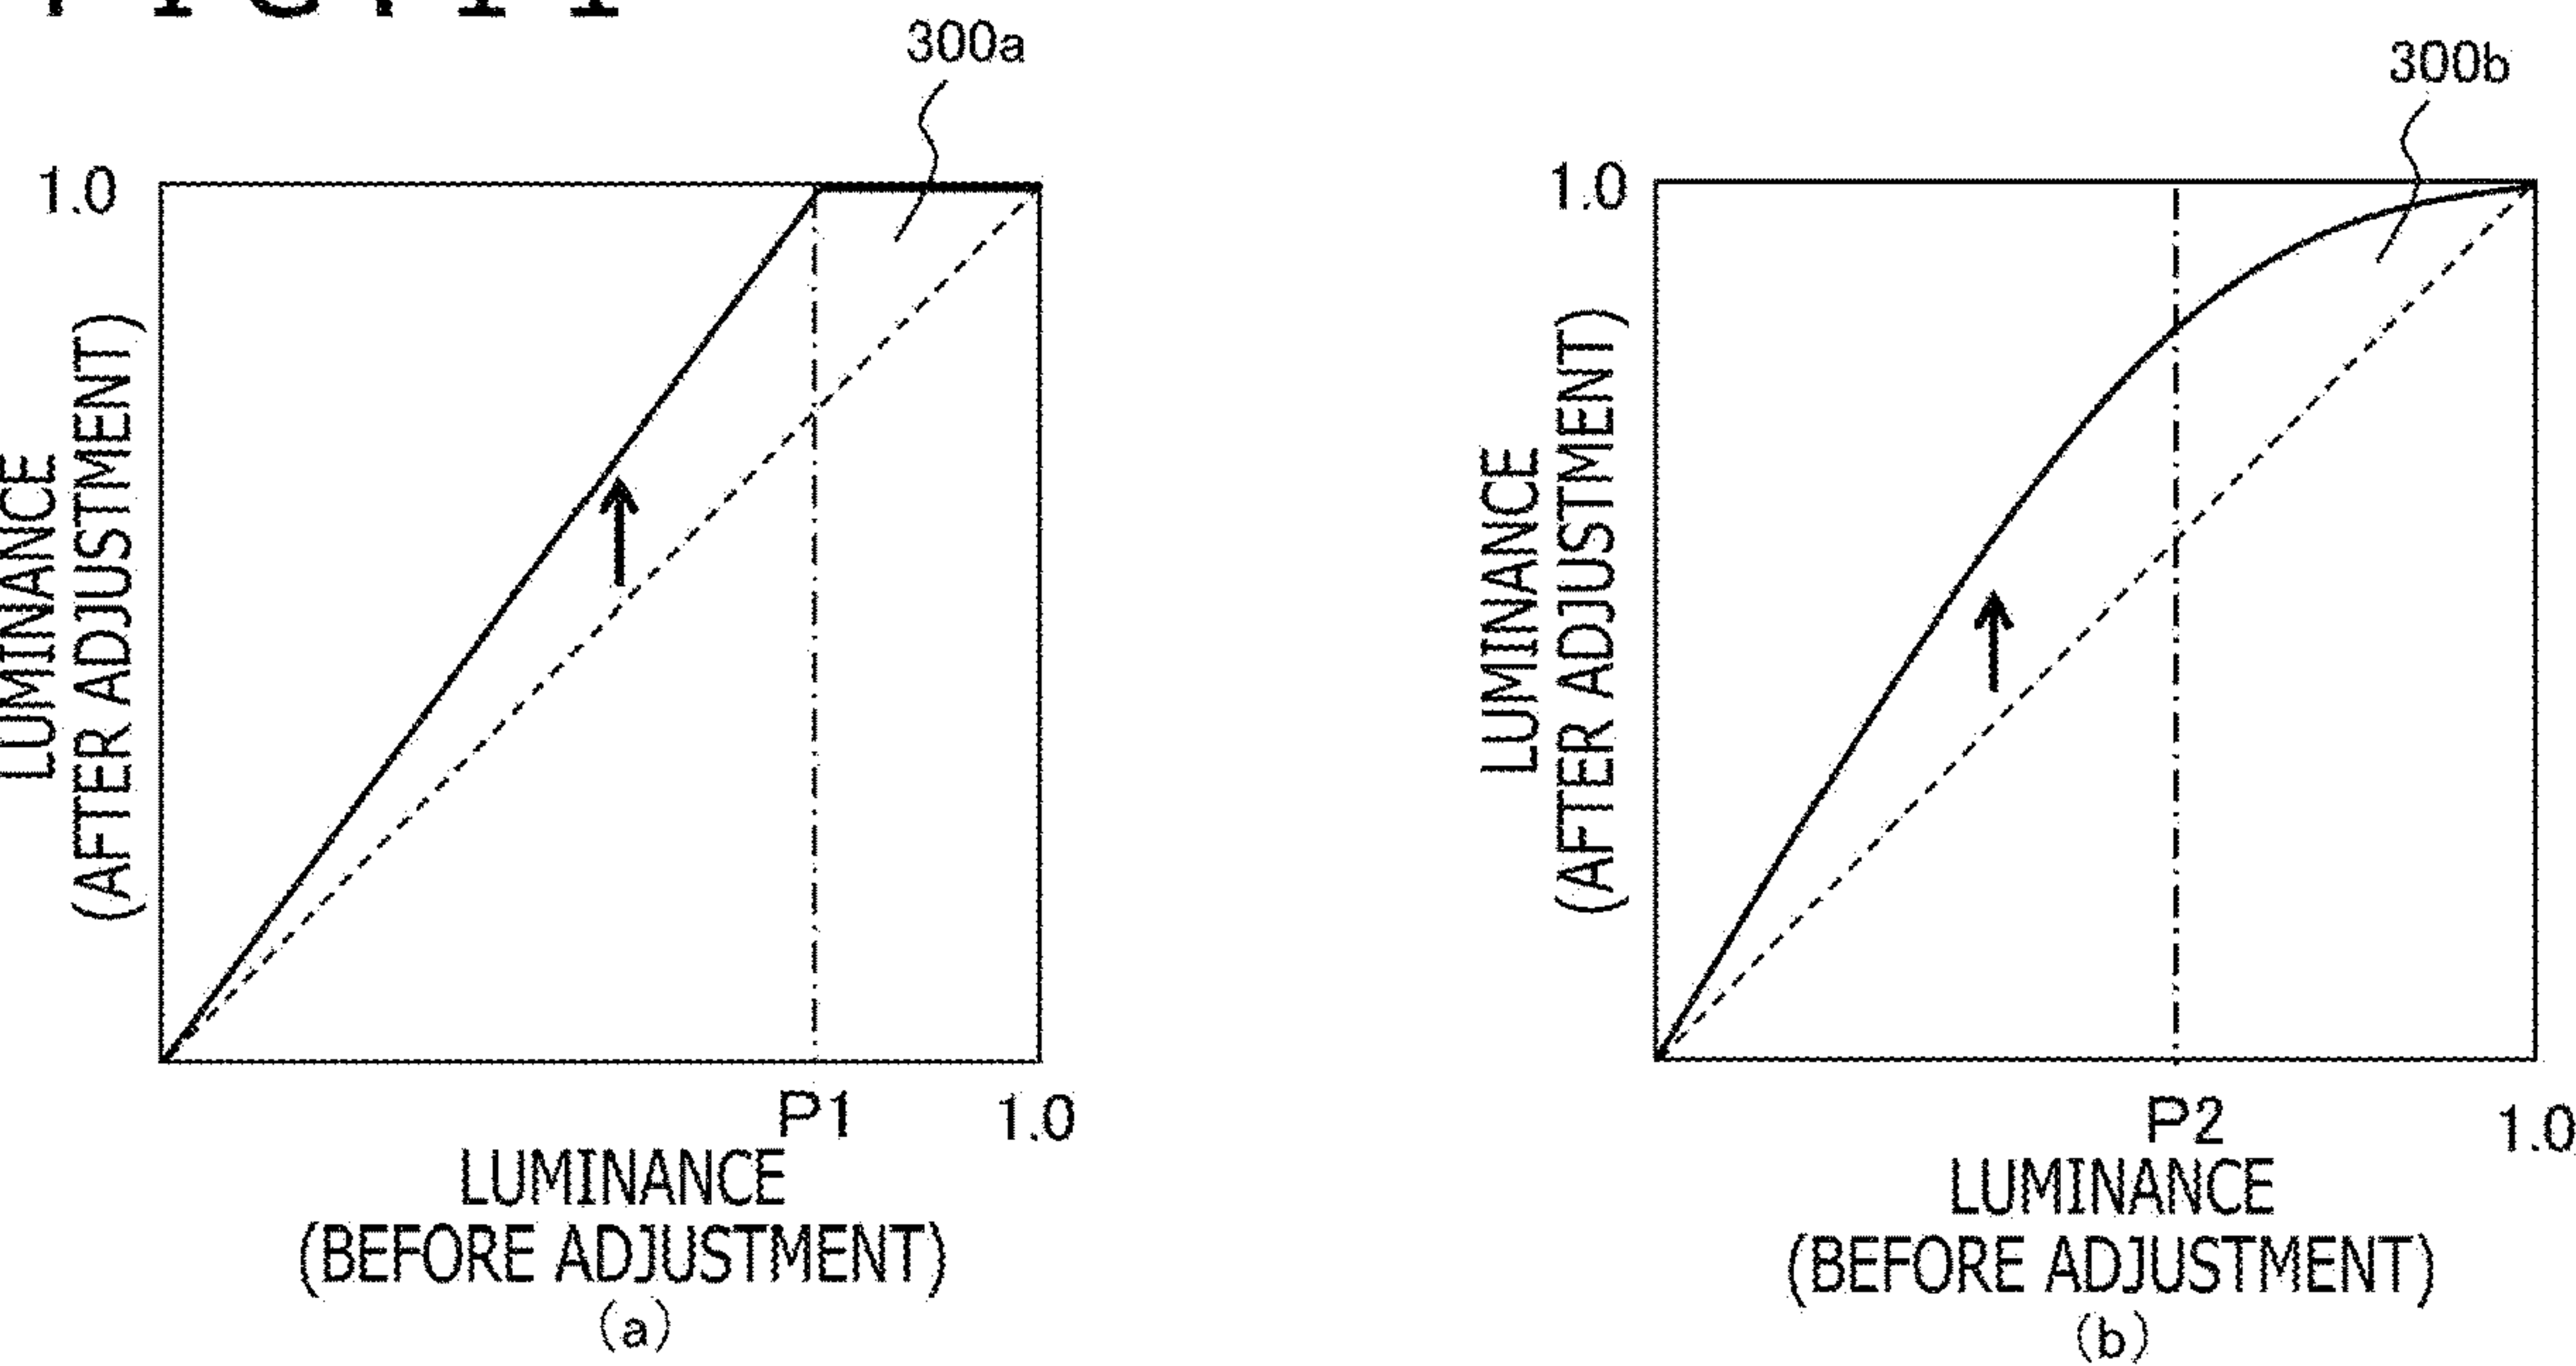 300a
1.0
LUMINANCE
(AFTER ADJUSTMENT)
P1
1.0
LUMINANCE
(BEFORE ADJUSTMENT)
(a)
300b
1.0
LUMINANCE
(AFTER ADJUSTMENT)
P2
1.0
LUMINANCE
(BEFORE ADJUSTMENT)
(b)